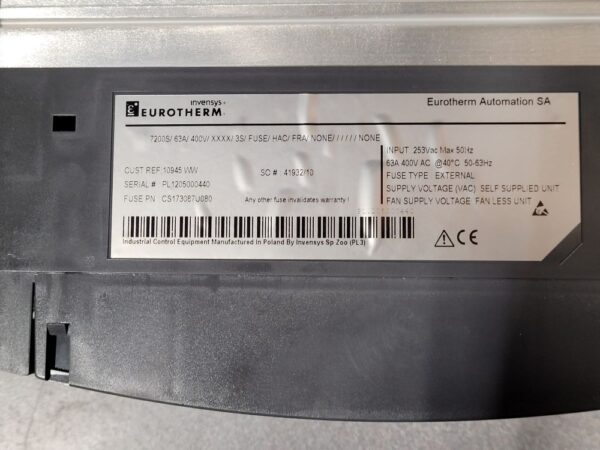 invensys
EUROTHERM
Eurotherm Automation SA
7200S/ 63A/ 400V/ XXXX/ 3S/ FUSE/ HAC/ FRA/ NONE/ / / / / / NONE
CUST REF 10945 WW
SO # 41932/10
SERIAL # PL1205000440
FUSE PN CS173087U080
Any other fuse invalidates warranty !
INPUT 253Vac Max 50Hz
63A 400V AC @40°C 50-63Hz
FUSE TYPE EXTERNAL
SUPPLY VOLTAGE (VAC) SELF SUPPLIED UNIT
FAN SUPPLY VOLTAGE FAN LESS UNIT
Industrial Control Equipment Manufactured In Poland By Invensys Sp Zoo (PL3)
CE